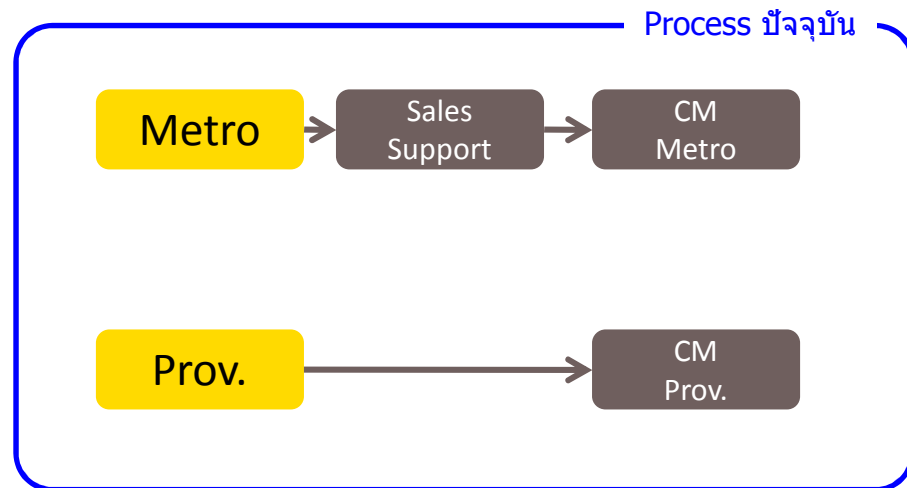 Process ปัจจุบัน
Metro
Sales
Support
CM
Metro
Prov.
CM
Prov.